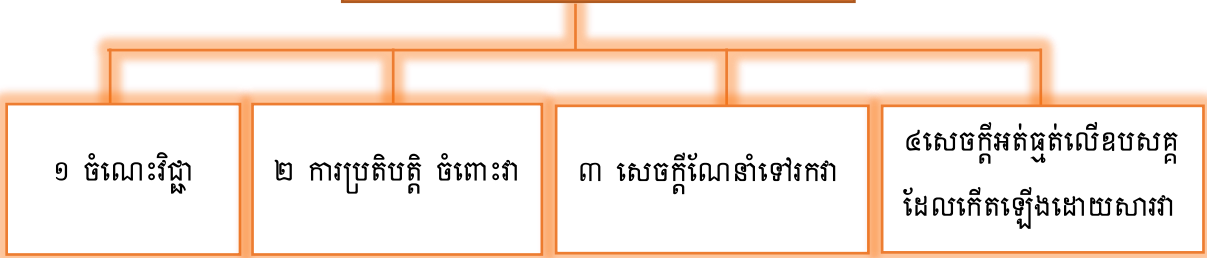 ១ ចំណេះវិជ្ជា
២ ការប្រតិបត្តិ ចំពោះវា
៣ សេចក្តីណែនាំទៅរកវា
៤សេចក្តីអត់ធ្មត់លើឧបសគ្គ
ដែលកើតឡើងដោយសារវា